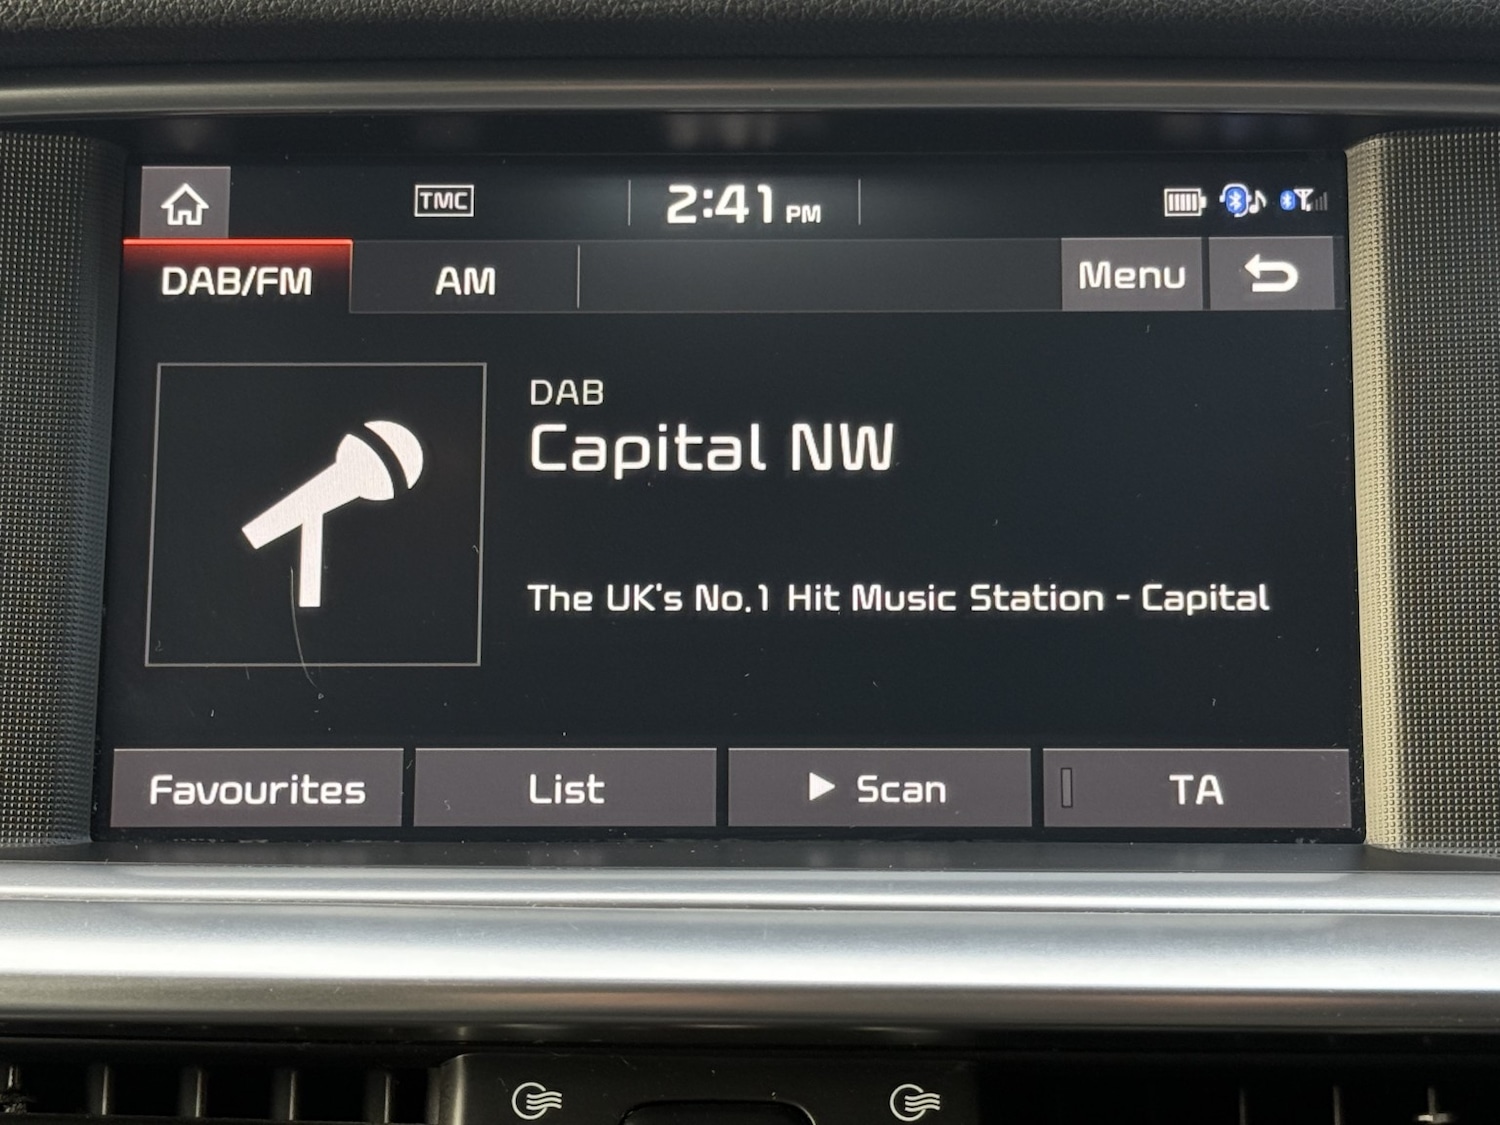 TMC
2:41 PM
DAB/FM
AM
Menu
DAB
Capital NW
The UK's No.1 Hit Music Station - Capital
Favourites
List
Scan
TA